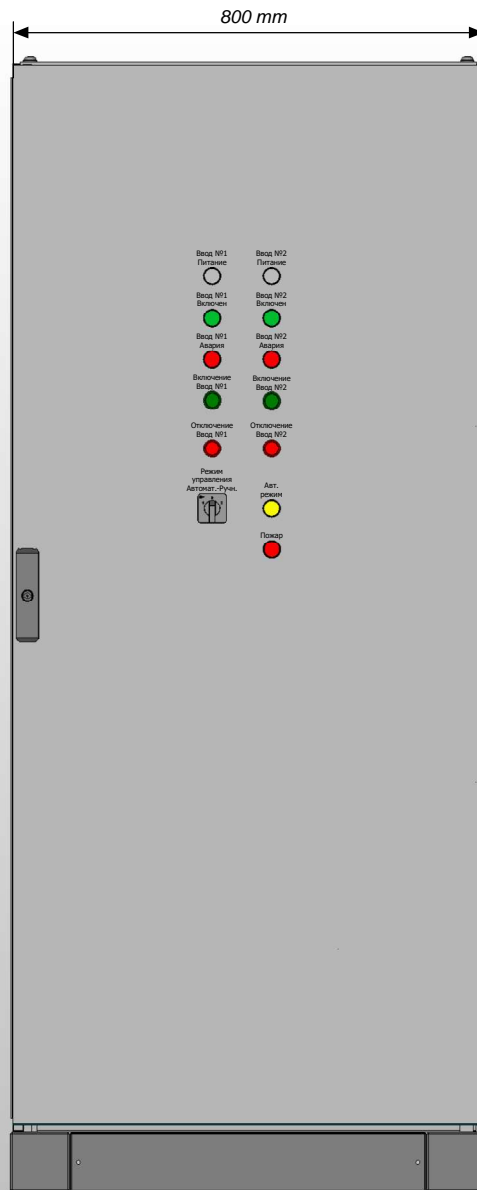 800 mm
Ввод №1
Питание
Ввод №2
Питание
Ввод №1
Включен
Ввод №2
Включен
Ввод №1
Авария
Ввод №2
Авария
Включение
Ввод №1
Включение
Ввод №2
Отключение
Ввод №1
Отключение
Ввод №2
Режим
управления
Автомат.-Ручн.
Авт.
режим
Пожар